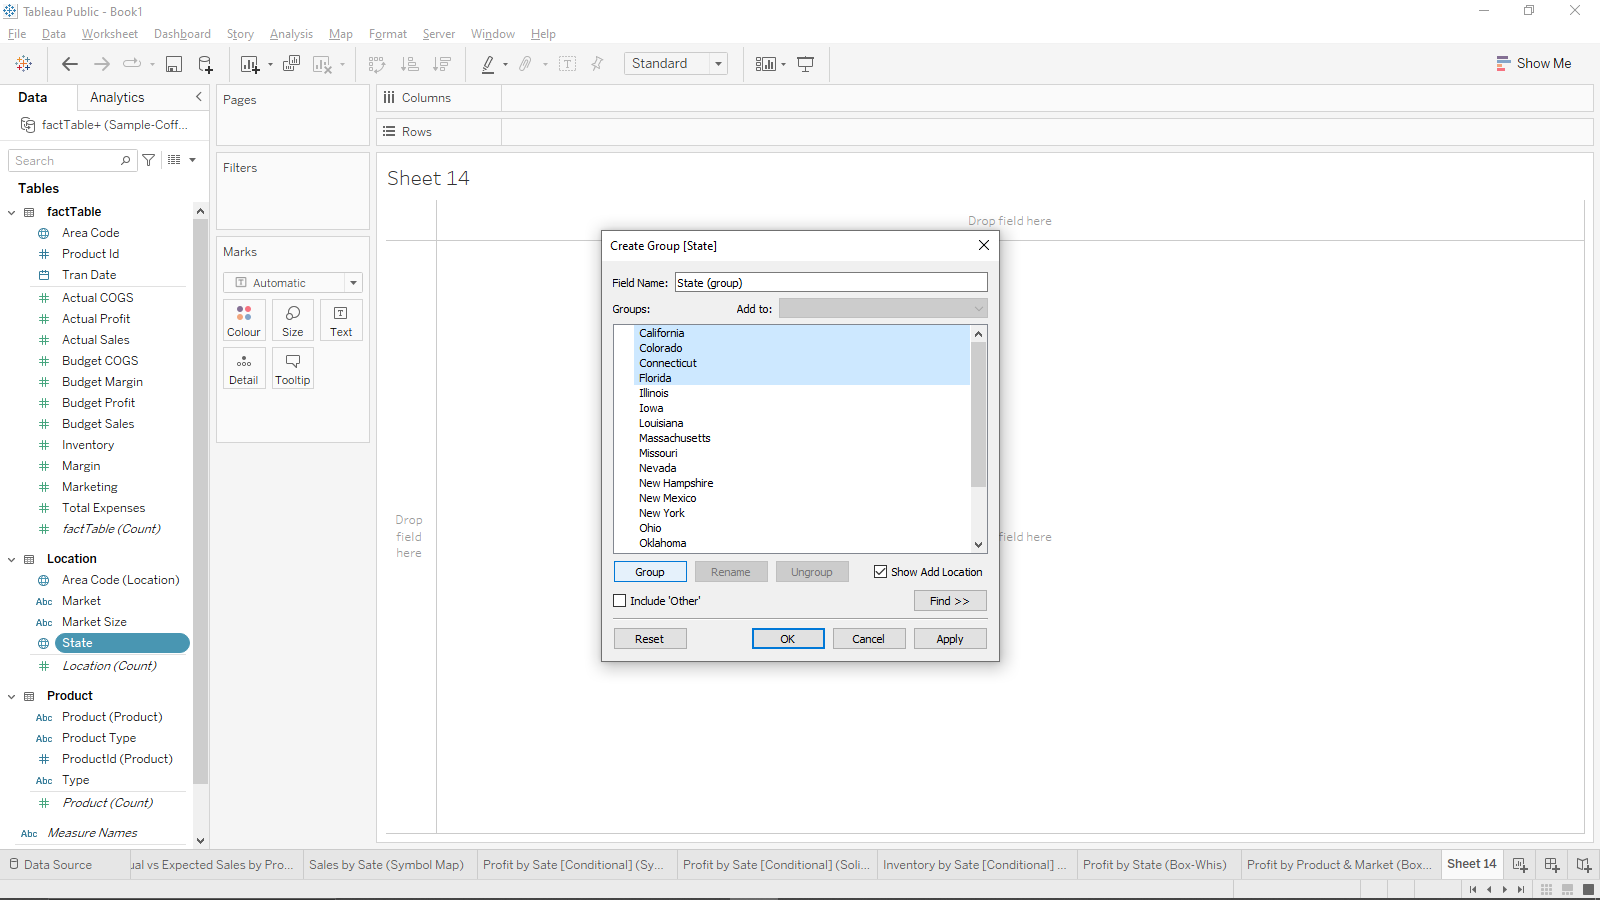 Tableau Public - Book1
File Data Worksheet Dashboard Story Analysis Map Format Server Window Help
Standard
Show Me
Data Analytics
factTable+ (Sample-Coff...
Search
Tables
factTable
Area Code
Product Id
Tran Date
Actual COGS
Actual Profit
Actual Sales
Budget COGS
Budget Margin
Budget Profit
Budget Sales
Inventory
Margin
Marketing
Total Expenses
factTable (Count)
Location
Area Code (Location)
Abc Market
Abc Market Size
State
Location (Count)
Product
Abc Product (Product)
Abc Product Type
ProductId (Product)
Abc Type
Product (Count)
Abc Measure Names
Pages
Filters
Marks
Automatic
Colour Size Text
Detail Tooltip
Columns
Rows
Sheet 14
Drop field here
Drop
field
here
field here
Create Group [State]
Field Name: State (group)
Groups: Add to:
California
Colorado
Connecticut
Florida
Illinois
Iowa
Louisiana
Massachusetts
Missouri
Nevada
New Hampshire
New Mexico
New York
Ohio
Oklahoma
Group Rename Ungroup Show Add Location
Include 'Other' Find >>
Reset OK Cancel Apply
Data Source ual vs Expected Sales by Pro... Sales by Sate (Symbol Map) Profit by Sate [Conditional] (Sy... Profit by Sate [Conditional] (Soli... Inventory by Sate [Conditional] ... Profit by State (Box-Whis) Profit by Product & Market (Box... Sheet 14